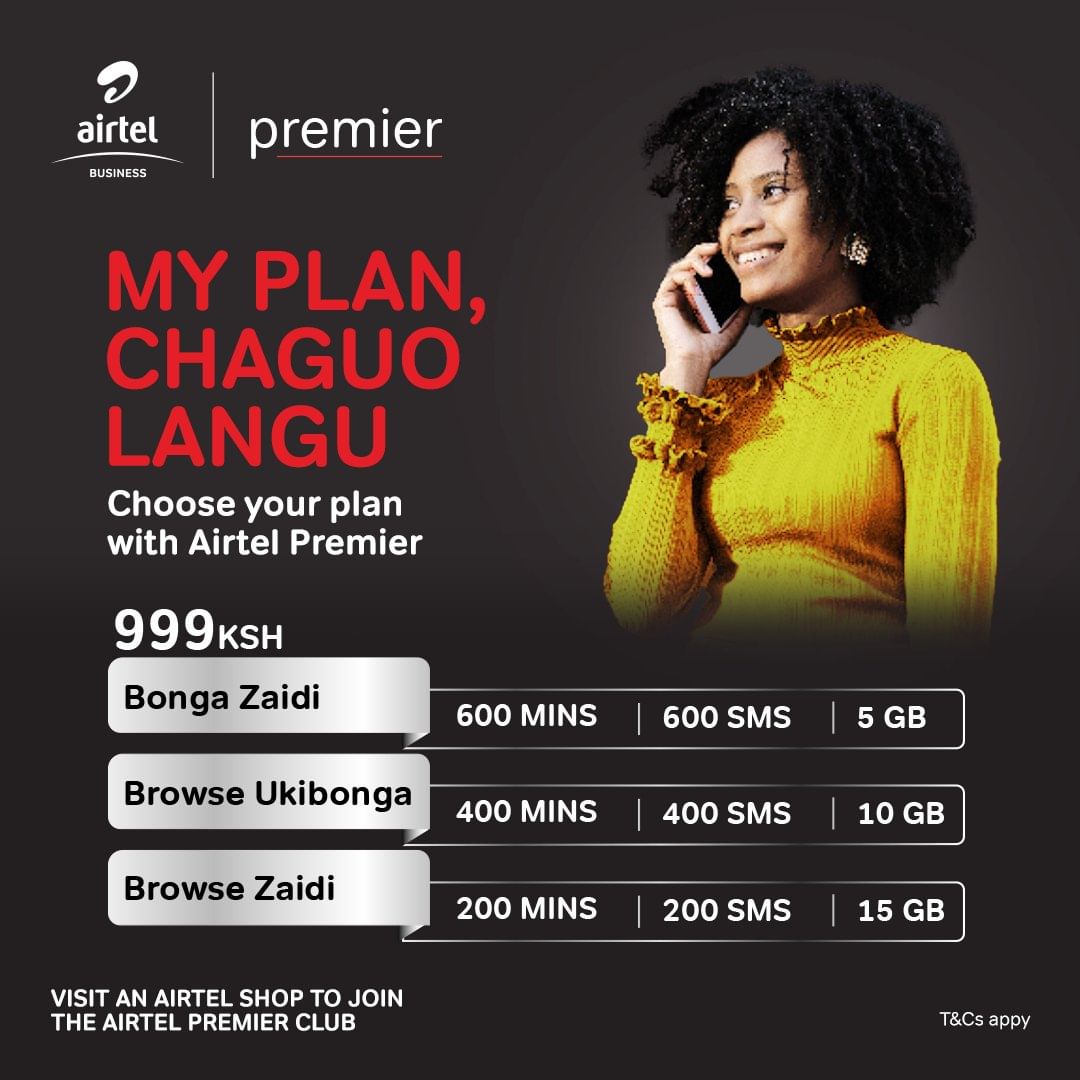 airtel
BUSINESS
premier
MY PLAN,
CHAGUO
LANGU
Choose your plan
with Airtel Premier
999KSH
Bonga Zaidi
600 MINS | 600 SMS | 5 GB
Browse Ukibonga
400 MINS | 400 SMS | 10 GB
Browse Zaidi
200 MINS | 200 SMS | 15 GB
VISIT AN AIRTEL SHOP TO JOIN
THE AIRTEL PREMIER CLUB
T&Cs appy